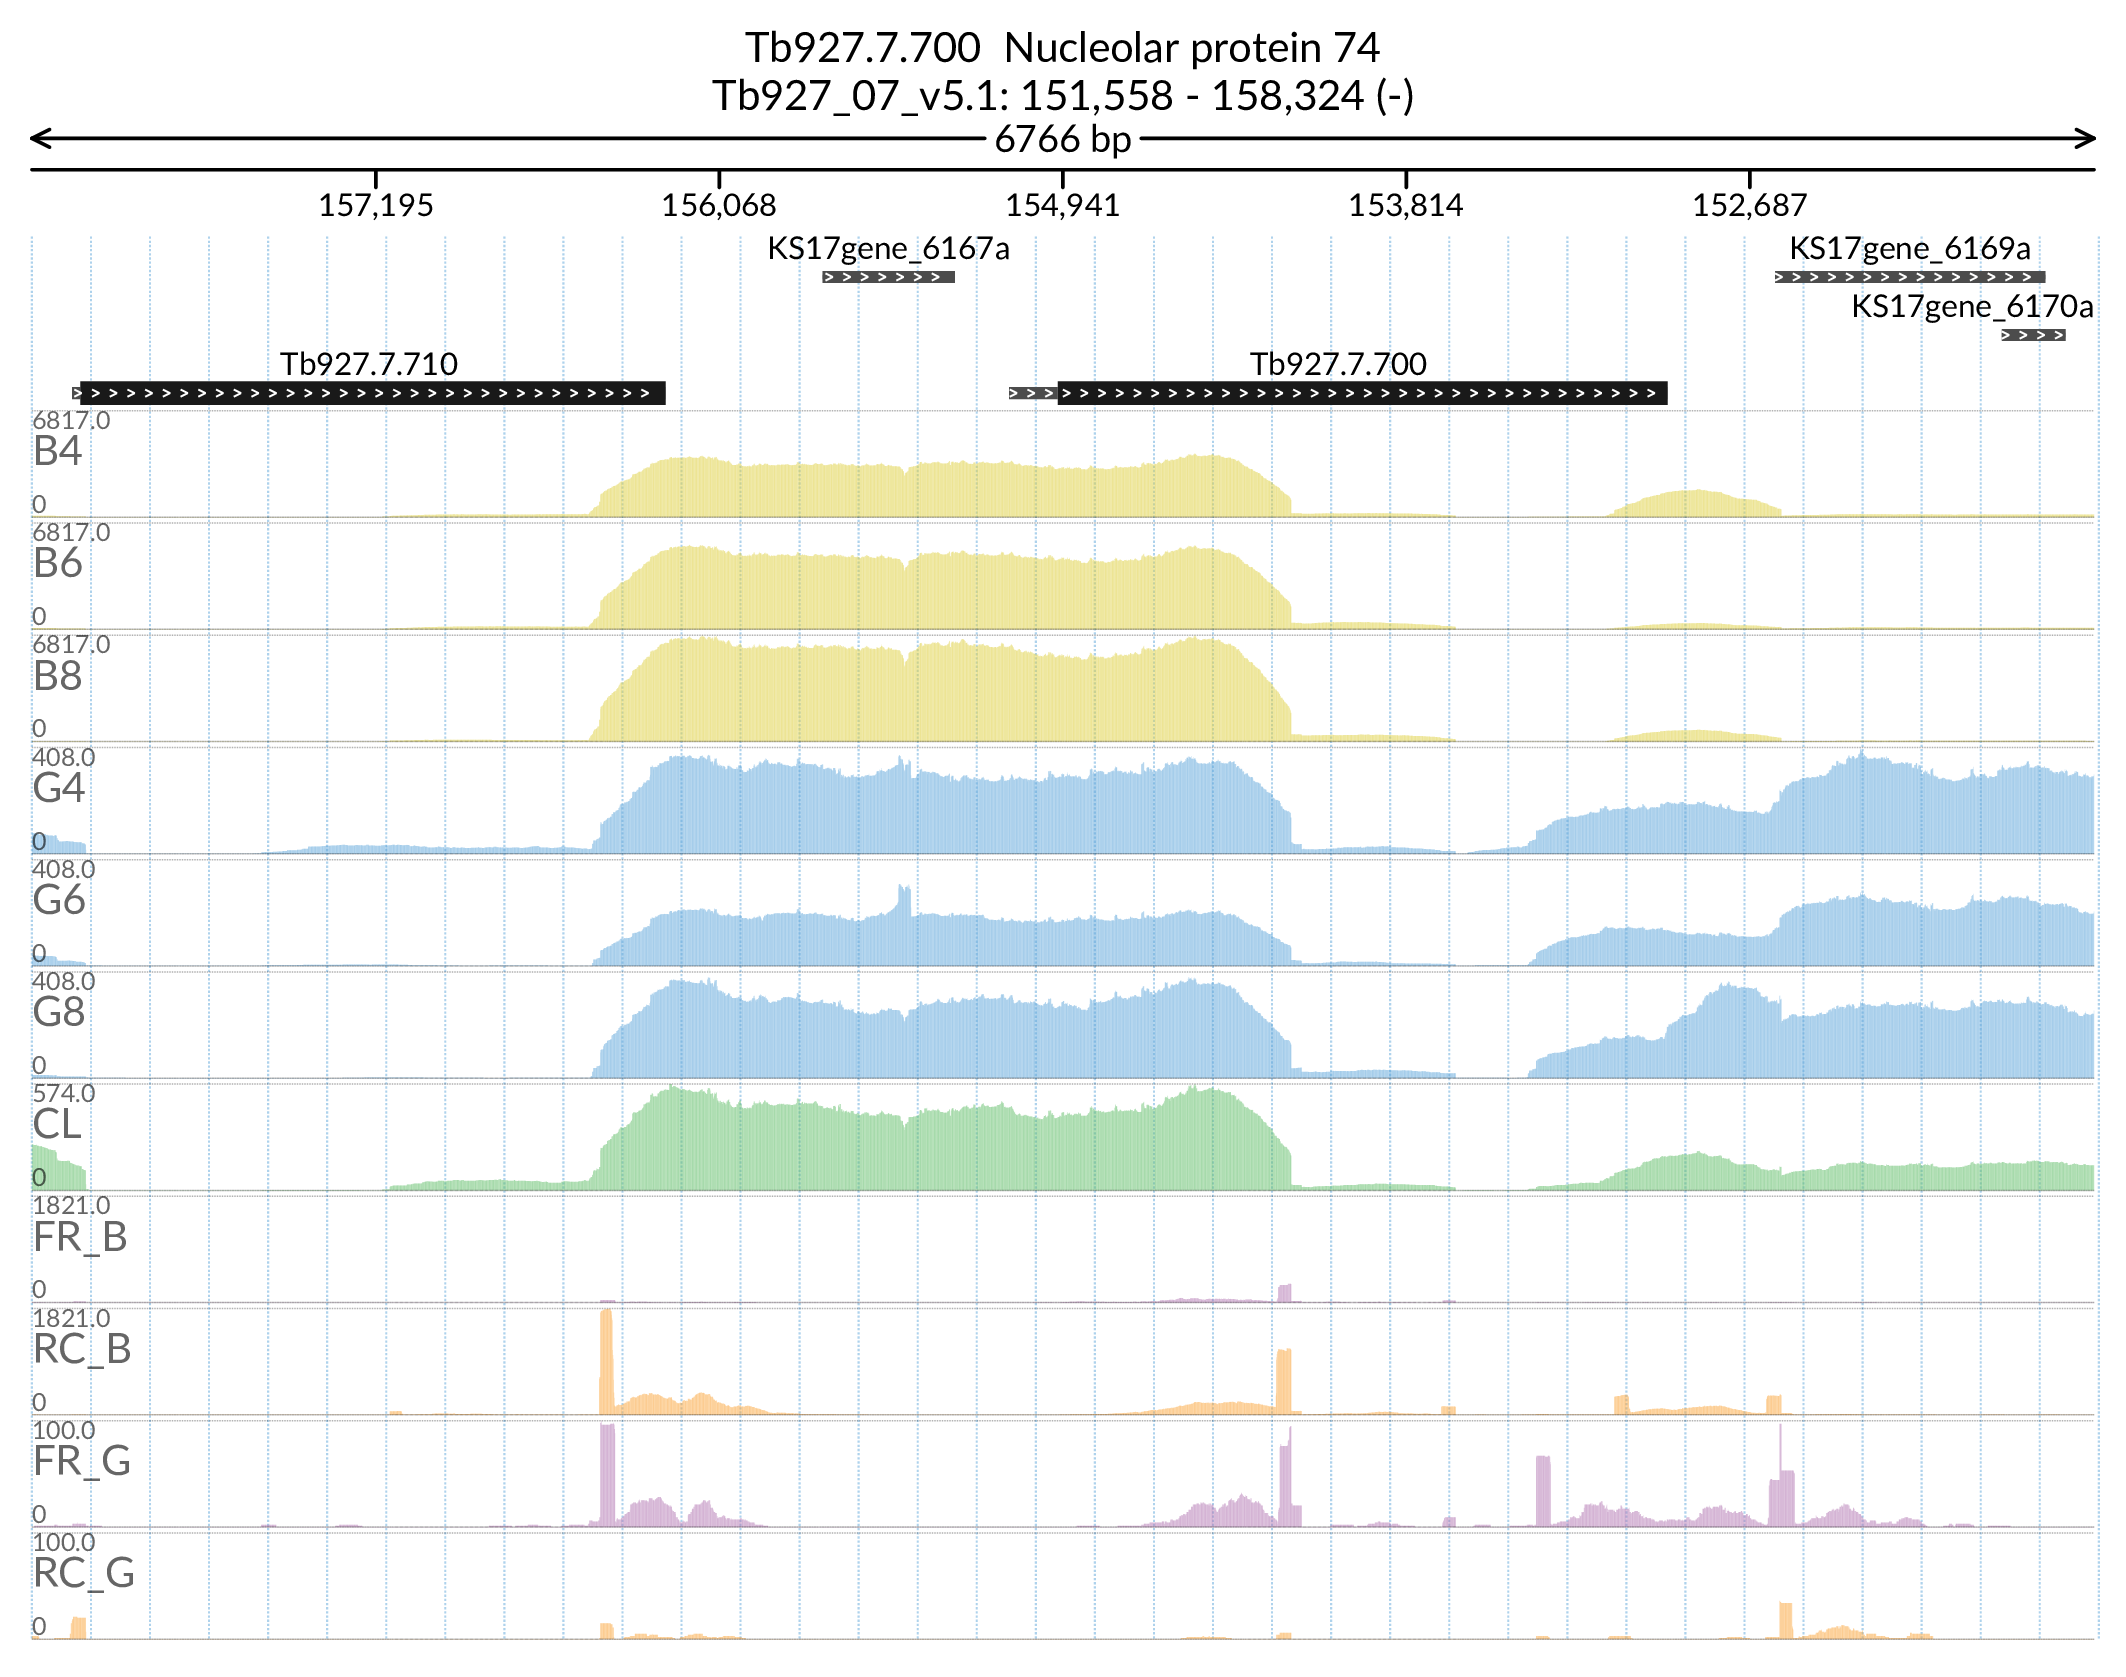 Tb927.7.700  Nucleolar protein 74
Tb927_07_v5.1: 151,558 - 158,324 (-)
6766 bp
157,195 156,068 154,941 153,814 152,687
KS17gene_6167a KS17gene_6169a
KS17gene_6170a
Tb927.7.710 Tb927.7.700
6817.0
B4
0
6817.0
B6
0
6817.0
B8
0
408.0
G4
0
408.0
G6
0
408.0
G8
0
574.0
CL
0
1821.0
FR_B
0
1821.0
RC_B
0
100.0
FR_G
0
100.0
RC_G
0